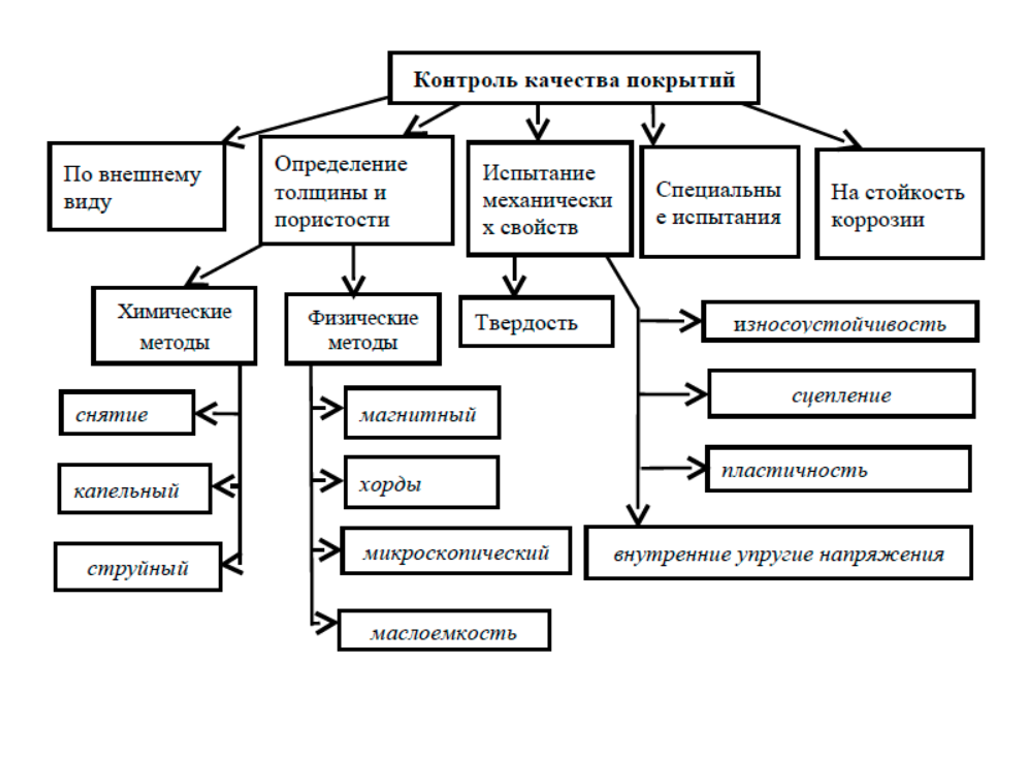 Контроль качества покрытий
По внешнему
виду
Определение
толщины и
пористости
Испытание
механически
х свойств
Специальны
е испытания
На стойкость
коррозии
Химические
методы
Физические
методы
Твердость
износоустойчивость
сцепление
пластичность
внутренние упругие напряжения
снятие
капельный
струйный
магнитный
хорды
микроскопический
маслоемкость